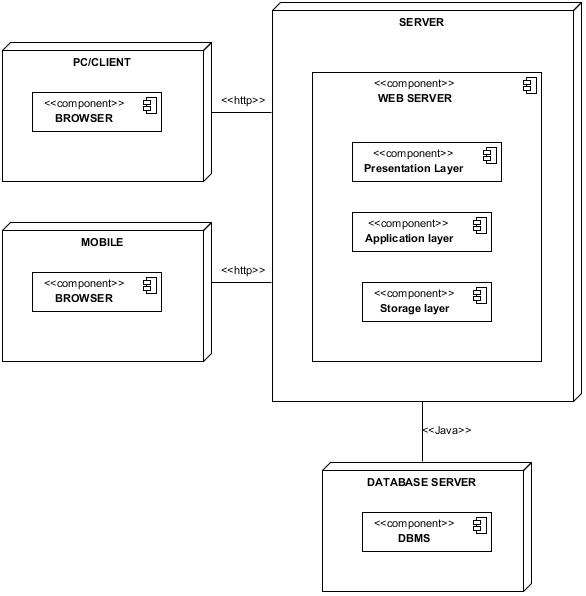 SERVER
PC/CLIENT
<<component>>
BROWSER
<<http>>
<<component>>
WEB SERVER
<<component>>
Presentation Layer
<<component>>
Application layer
<<component>>
Storage layer
MOBILE
<<component>>
BROWSER
<<http>>
<<Java>>
DATABASE SERVER
<<component>>
DBMS